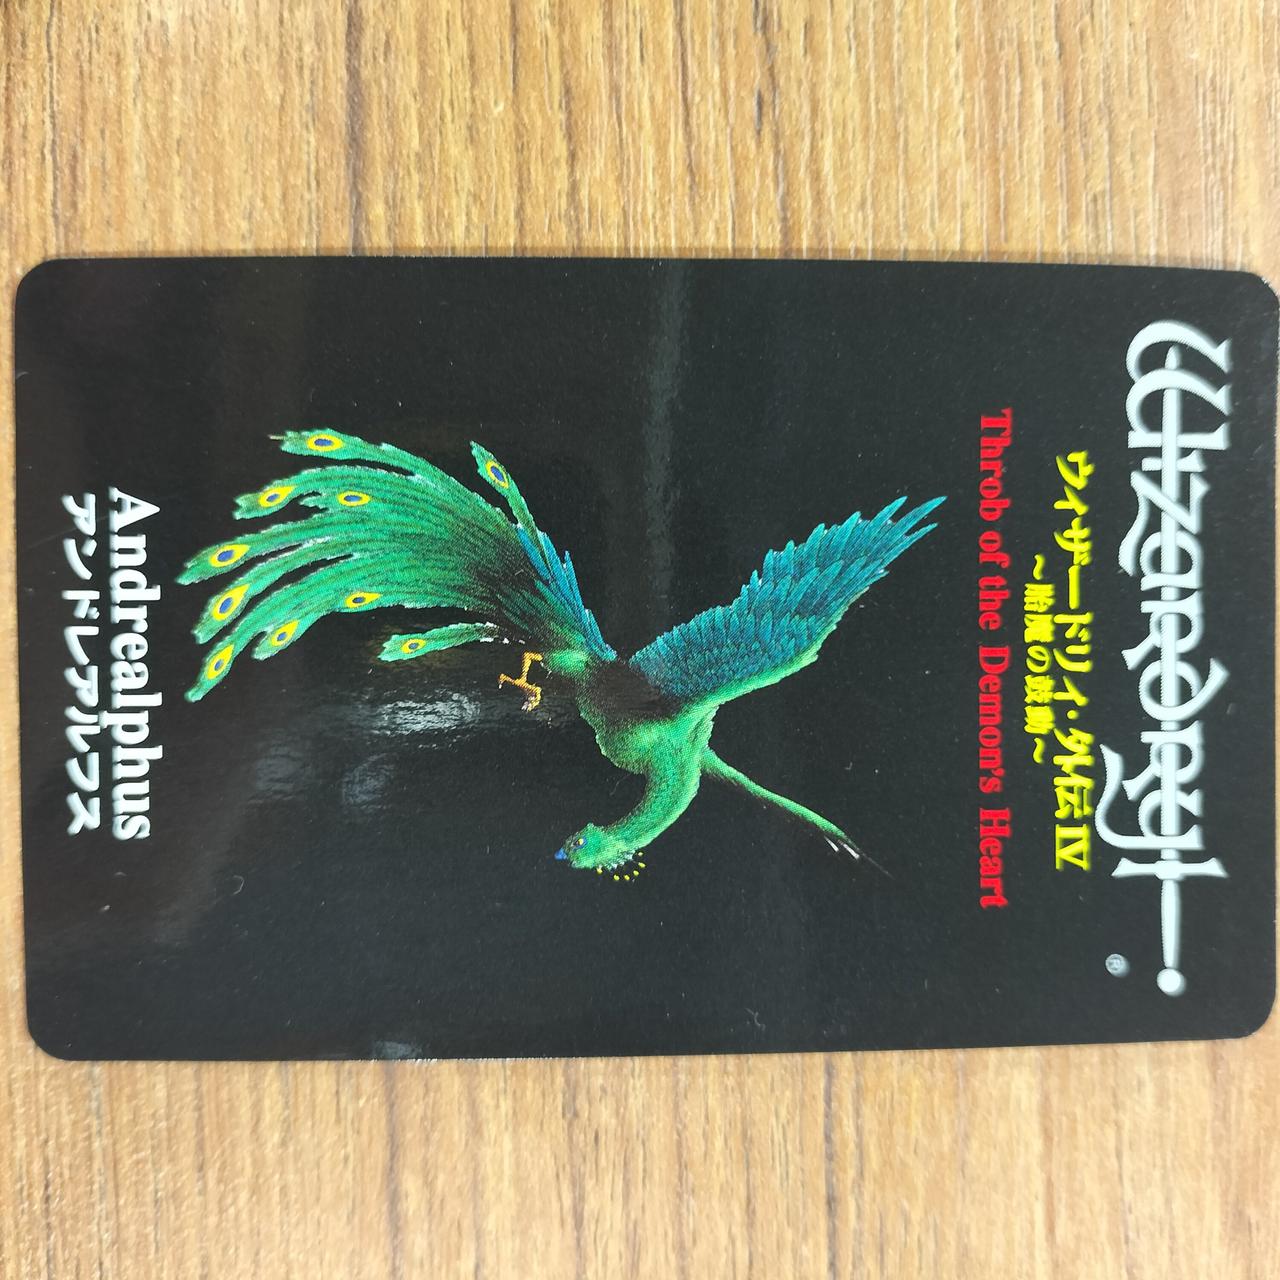 Wizardry
®
ウィザードリィ・外伝IV
～胎魔の鼓動～
Throb of the Demon's Heart
Andrealphus
アンドレアルフス